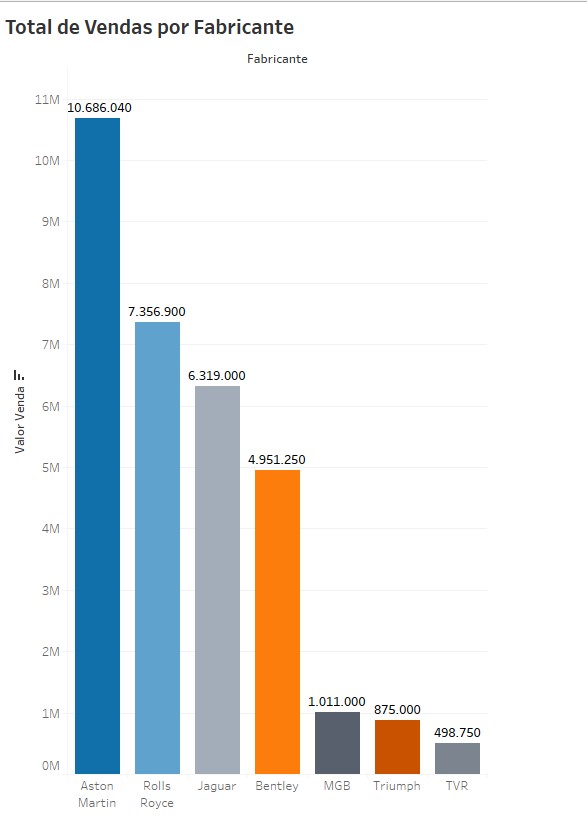 Total de Vendas por Fabricante
Fabricante
11M
10M
9M
8M
7M
6M
5M
4M
3M
2M
1M
0M
Valor Venda
10.686.040
7.356.900
6.319.000
4.951.250
1.011.000
875.000
498.750
Aston
Martin
Rolls
Royce
Jaguar
Bentley
MGB
Triumph
TVR